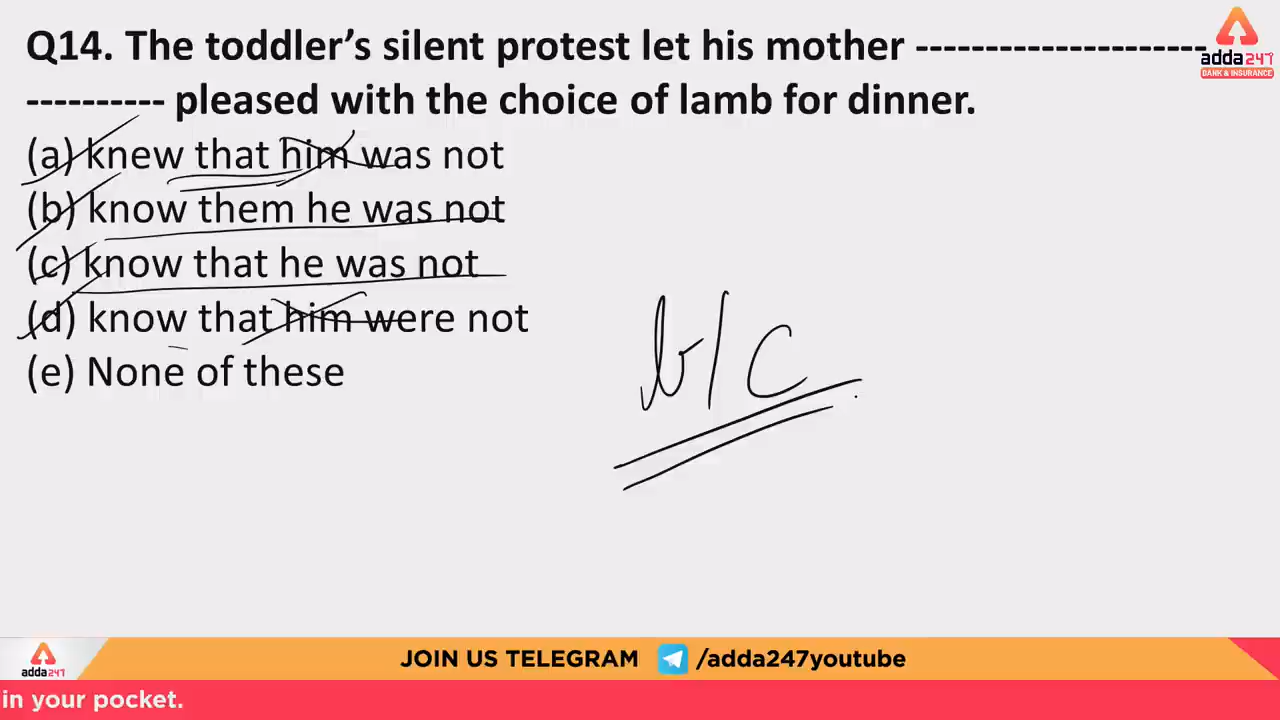 Q14. The toddler's silent protest let his mother ---------------------
---------- pleased with the choice of lamb for dinner.
adda247
BANK & INSURANCE
(a) knew that him was not
(b) know them he was not
(c) know that he was not
(d) know that him were not
(e) None of these
b/c
adda247
JOIN US TELEGRAM /adda247youtube
in your pocket.